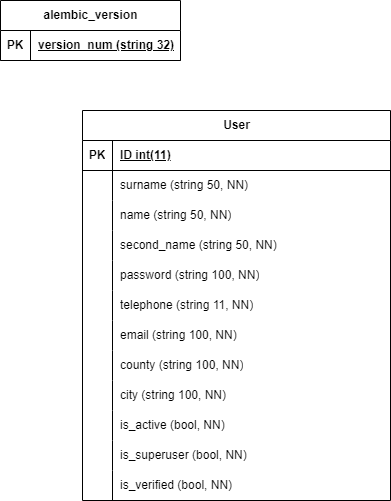 alembic_version
PK version_num (string 32)
User
PK ID int(11)
surname (string 50, NN)
name (string 50, NN)
second_name (string 50, NN)
password (string 100, NN)
telephone (string 11, NN)
email (string 100, NN)
county (string 100, NN)
city (string 100, NN)
is_active (bool, NN)
is_superuser (bool, NN)
is_verified (bool, NN)